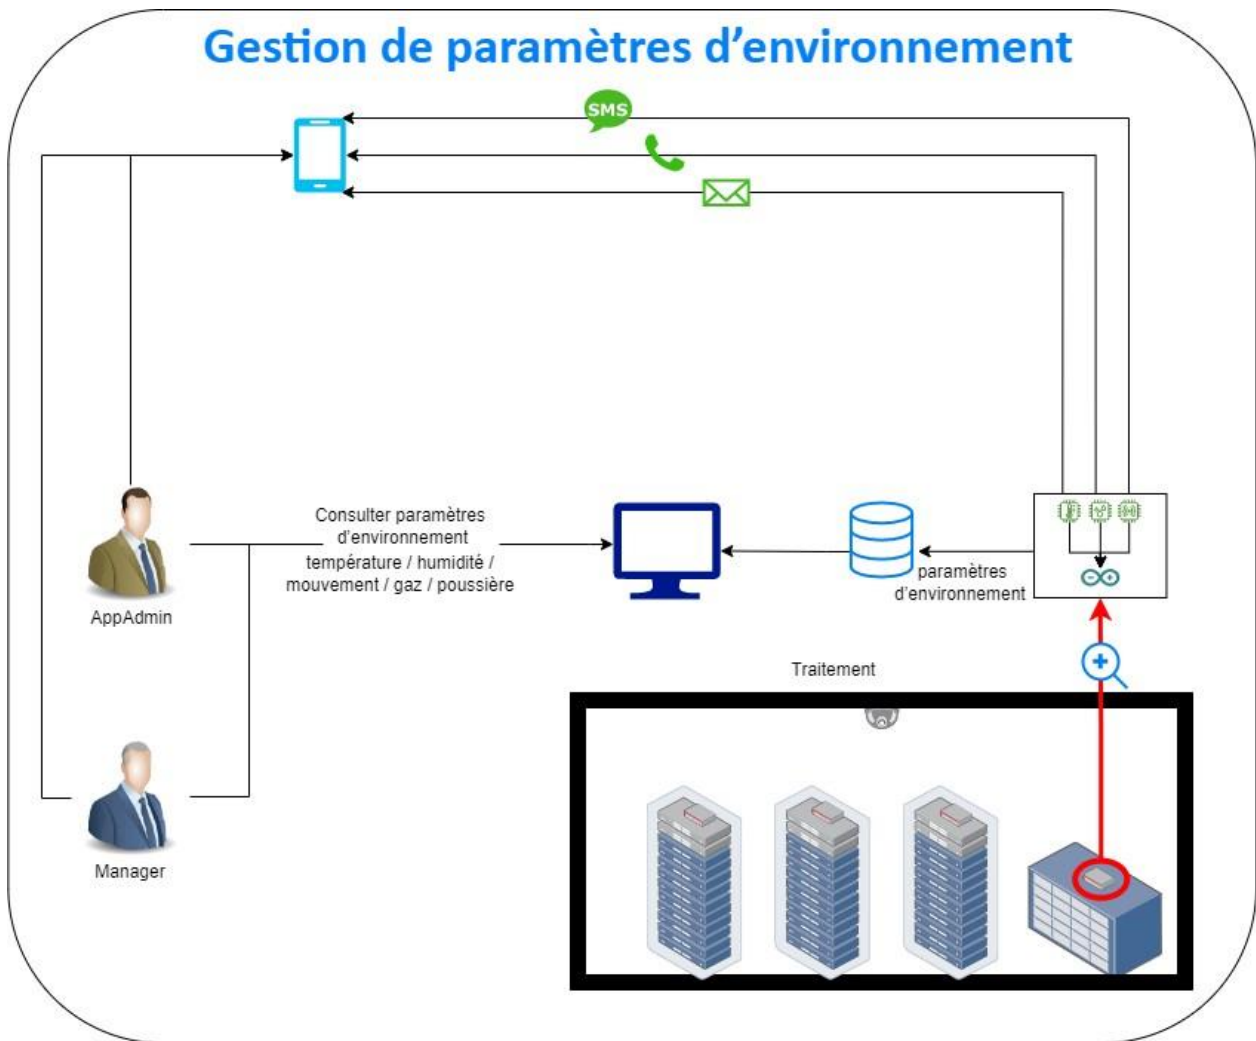 Gestion de paramètres d’environnement
SMS
Consulter paramètres
d'environnement
température / humidité /
mouvement / gaz / poussière
paramètres
d'environnement
AppAdmin
Traitement
Manager